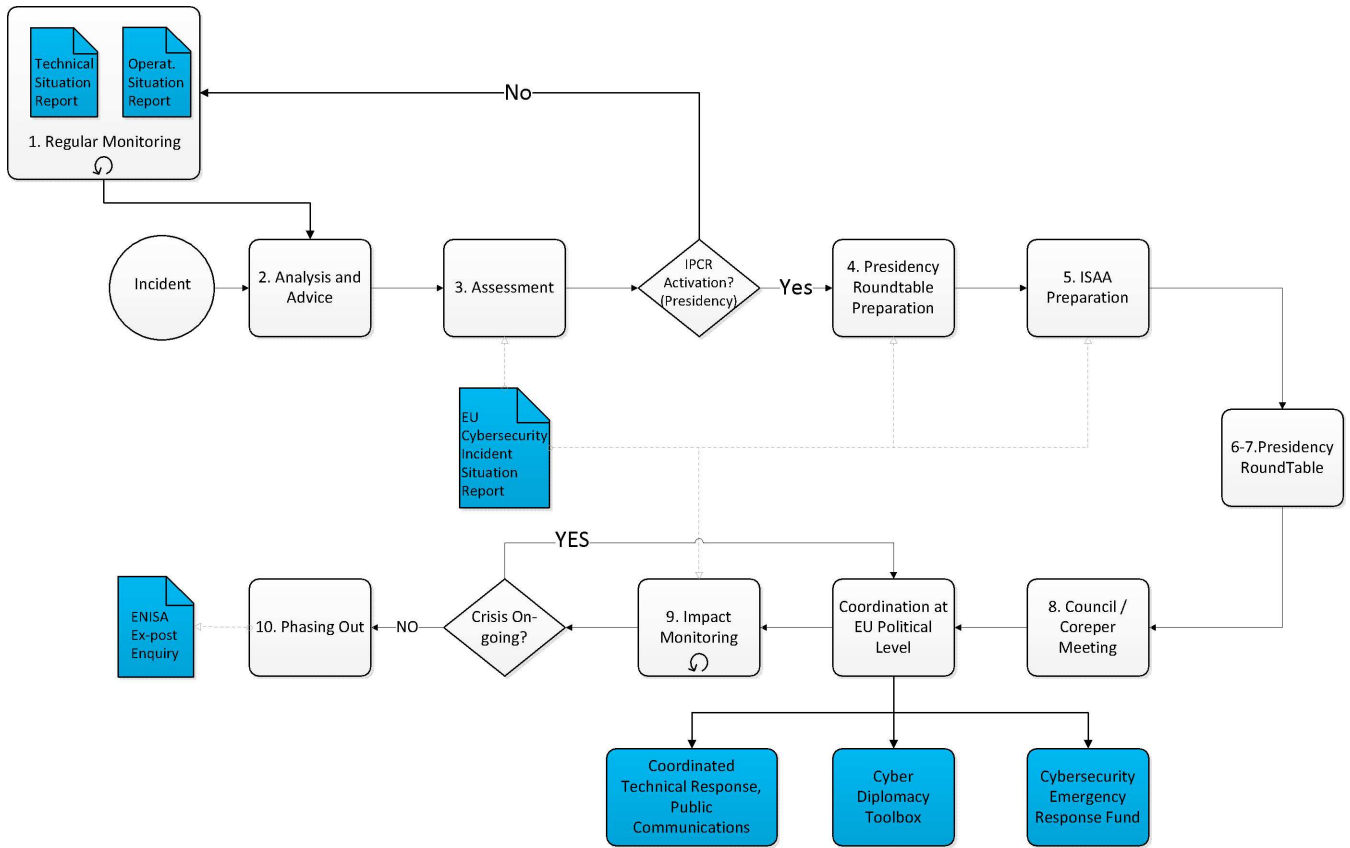 Technical
Situation
Report
Operat.
Situation
Report
1. Regular Monitoring
No
Incident
2. Analysis and
Advice
3. Assessment
IPCR
Activation?
(Presidency)
Yes
4. Presidency
Roundtable
Preparation
5. ISAA
Preparation
EU
Cybersecurity
Incident
Situation
Report
6-7.Presidency
RoundTable
YES
ENISA
Ex-post
Enquiry
10. Phasing Out
NO
Crisis On-
going?
9. Impact
Monitoring
Coordination at
EU Political
Level
8. Council /
Coreper
Meeting
Coordinated
Technical Response,
Public
Communications
Cyber
Diplomacy
Toolbox
Cybersecurity
Emergency
Response Fund